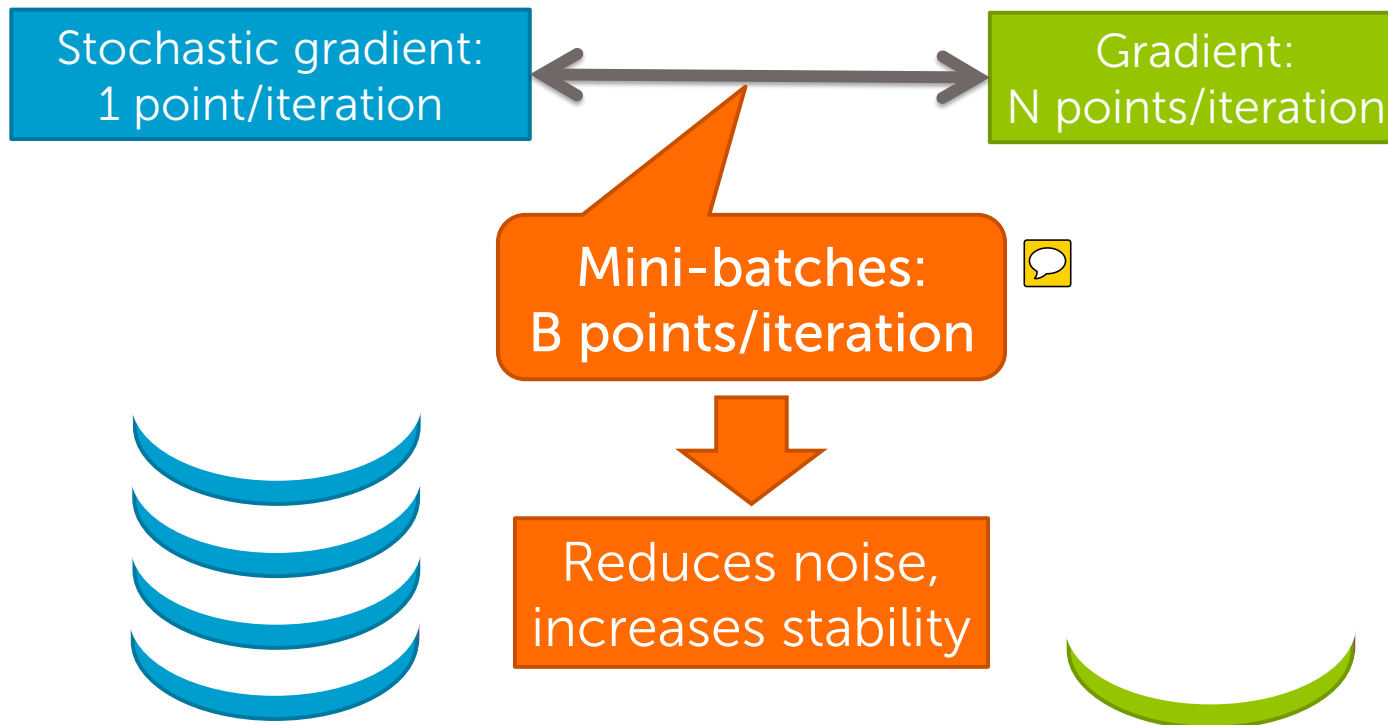 Stochastic gradient:
1 point/iteration
Gradient:
N points/iteration
Mini-batches:
B points/iteration
Reduces noise,
increases stability